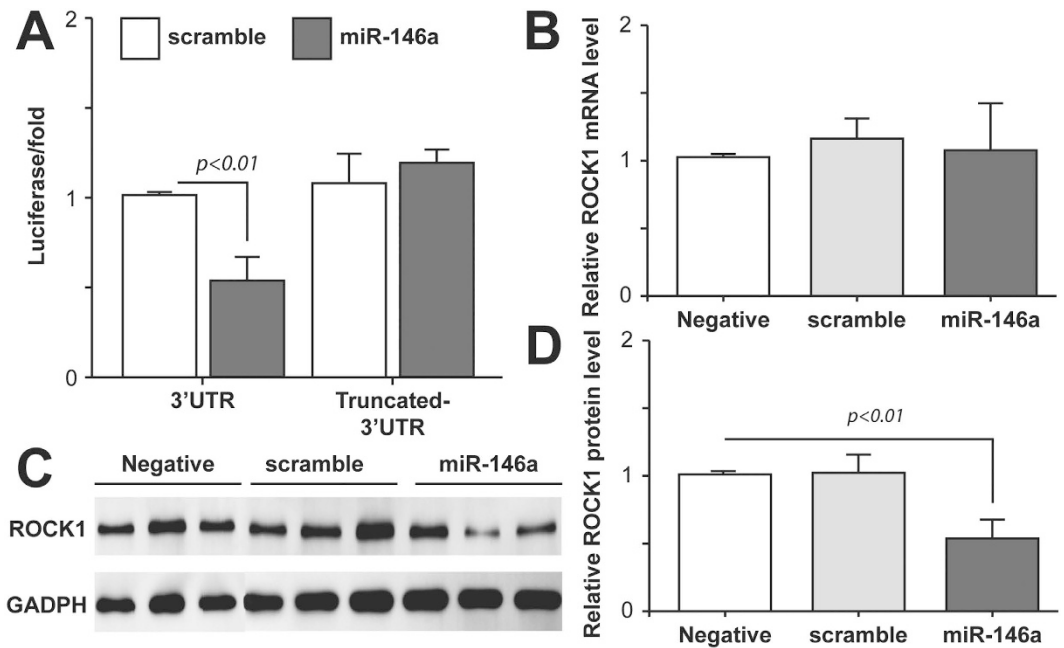 A
2
1
0
Luciferase/fold
scramble
miR-146a
p<0.01
3’UTR
Truncated-
3’UTR
B
2
1
0
Relative ROCK1 mRNA level
Negative
scramble
miR-146a
C
Negative
scramble
miR-146a
ROCK1
GADPH
D
2
1
0
Relative ROCK1 protein level
p<0.01
Negative
scramble
miR-146a